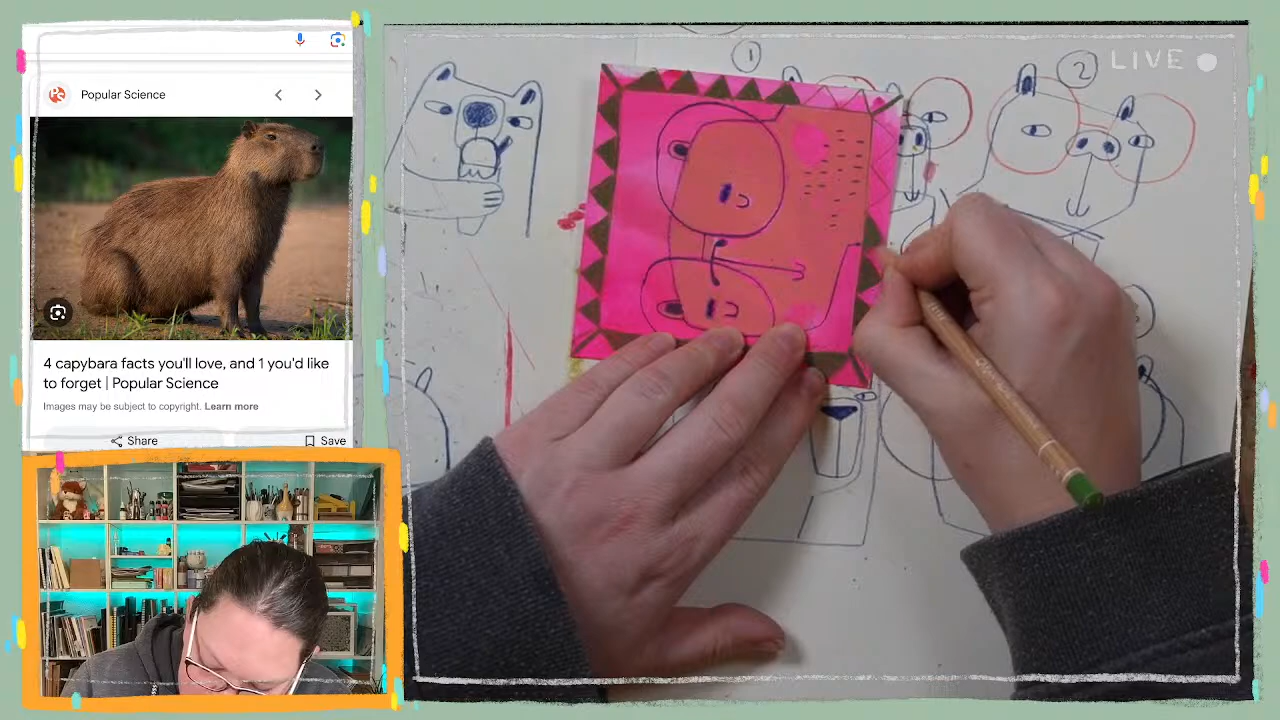 Popular Science
4 capybara facts you'll love, and 1 you'd like
to forget | Popular Science
Images may be subject to copyright. Learn more
Share
Save
1
2
LIVE